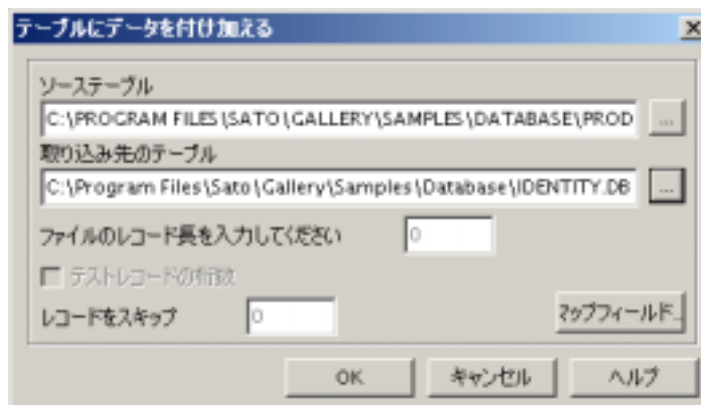 テーブルにデータを付け加える
ソーステーブル
C:\PROGRAM FILES\SATO\GALLERY\SAMPLES\DATABASE\PROD
...
取り込み先のテーブル
C:\Program Files\Sato\Gallery\Samples\Database\IDENTITY.DB
...
ファイルのレコード長を入力してください
0
テストレコードの桁数
レコードをスキップ
0
マップフィールド...
OK
キャンセル
ヘルプ